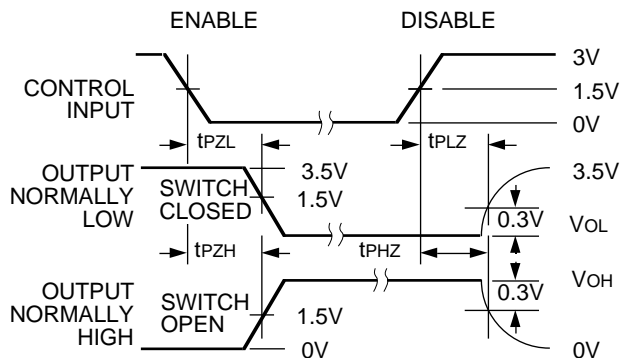 ENABLE
DISABLE
CONTROL
INPUT
3V
1.5V
0V
tPZL
tPLZ
OUTPUT
NORMALLY
LOW
SWITCH
CLOSED
3.5V
1.5V
3.5V
0.3V
VOL
tPZH
tPHZ
OUTPUT
NORMALLY
HIGH
SWITCH
OPEN
1.5V
0V
VOH
0.3V
0V